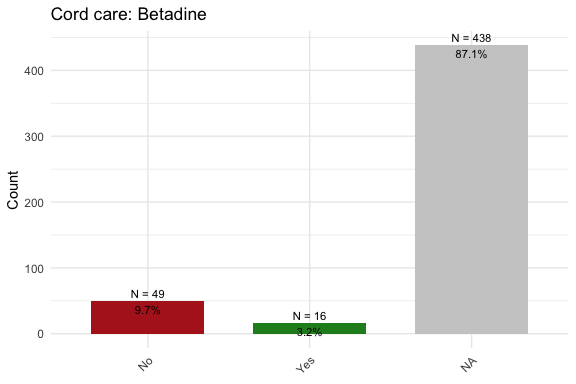 Cord care: Betadine
Count
400
300
200
100
0
N = 49
9.7%
N = 16
3.2%
N = 438
87.1%
No
Yes
NA